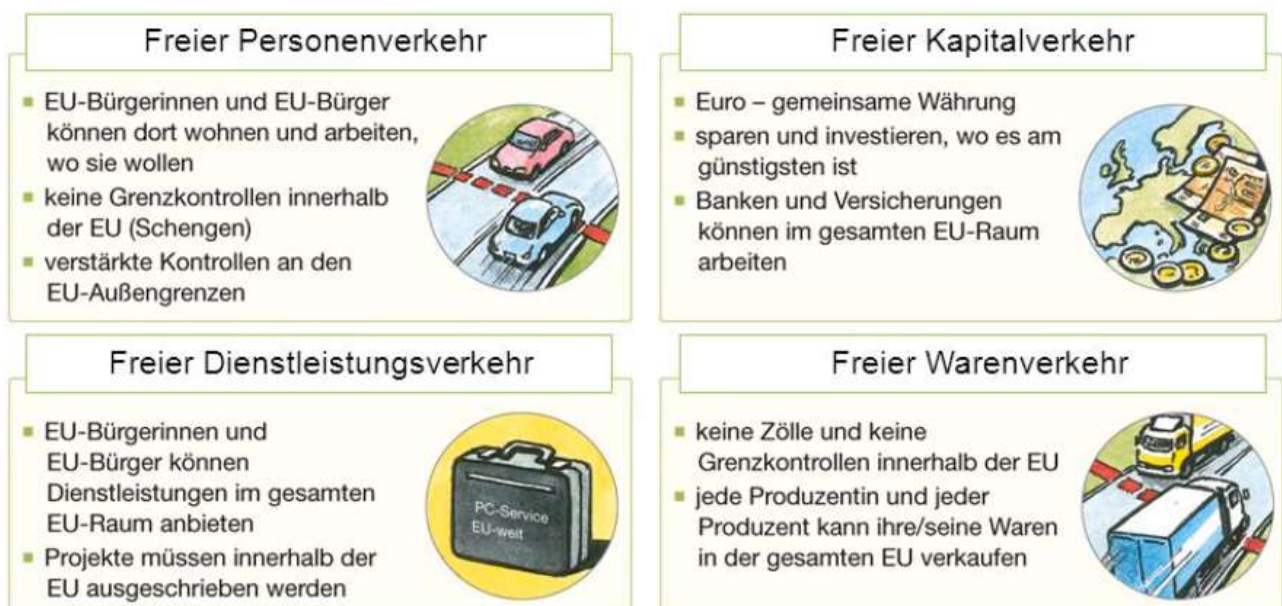 Freier Personenverkehr
▪ EU-Bürgerinnen und EU-Bürger
können dort wohnen und arbeiten,
wo sie wollen
▪ keine Grenzkontrollen innerhalb
der EU (Schengen)
▪ verstärkte Kontrollen an den
EU-Außengrenzen
Freier Kapitalverkehr
▪ Euro – gemeinsame Währung
▪ sparen und investieren, wo es am
günstigsten ist
▪ Banken und Versicherungen
können im gesamten EU-Raum
arbeiten
Freier Dienstleistungsverkehr
▪ EU-Bürgerinnen und
EU-Bürger können
Dienstleistungen im gesamten
EU-Raum anbieten
▪ Projekte müssen innerhalb der
EU ausgeschrieben werden
PC-Service
EU-weit
Freier Warenverkehr
▪ keine Zölle und keine
Grenzkontrollen innerhalb der EU
▪ jede Produzentin und jeder
Produzent kann ihre/seine Waren
in der gesamten EU verkaufen